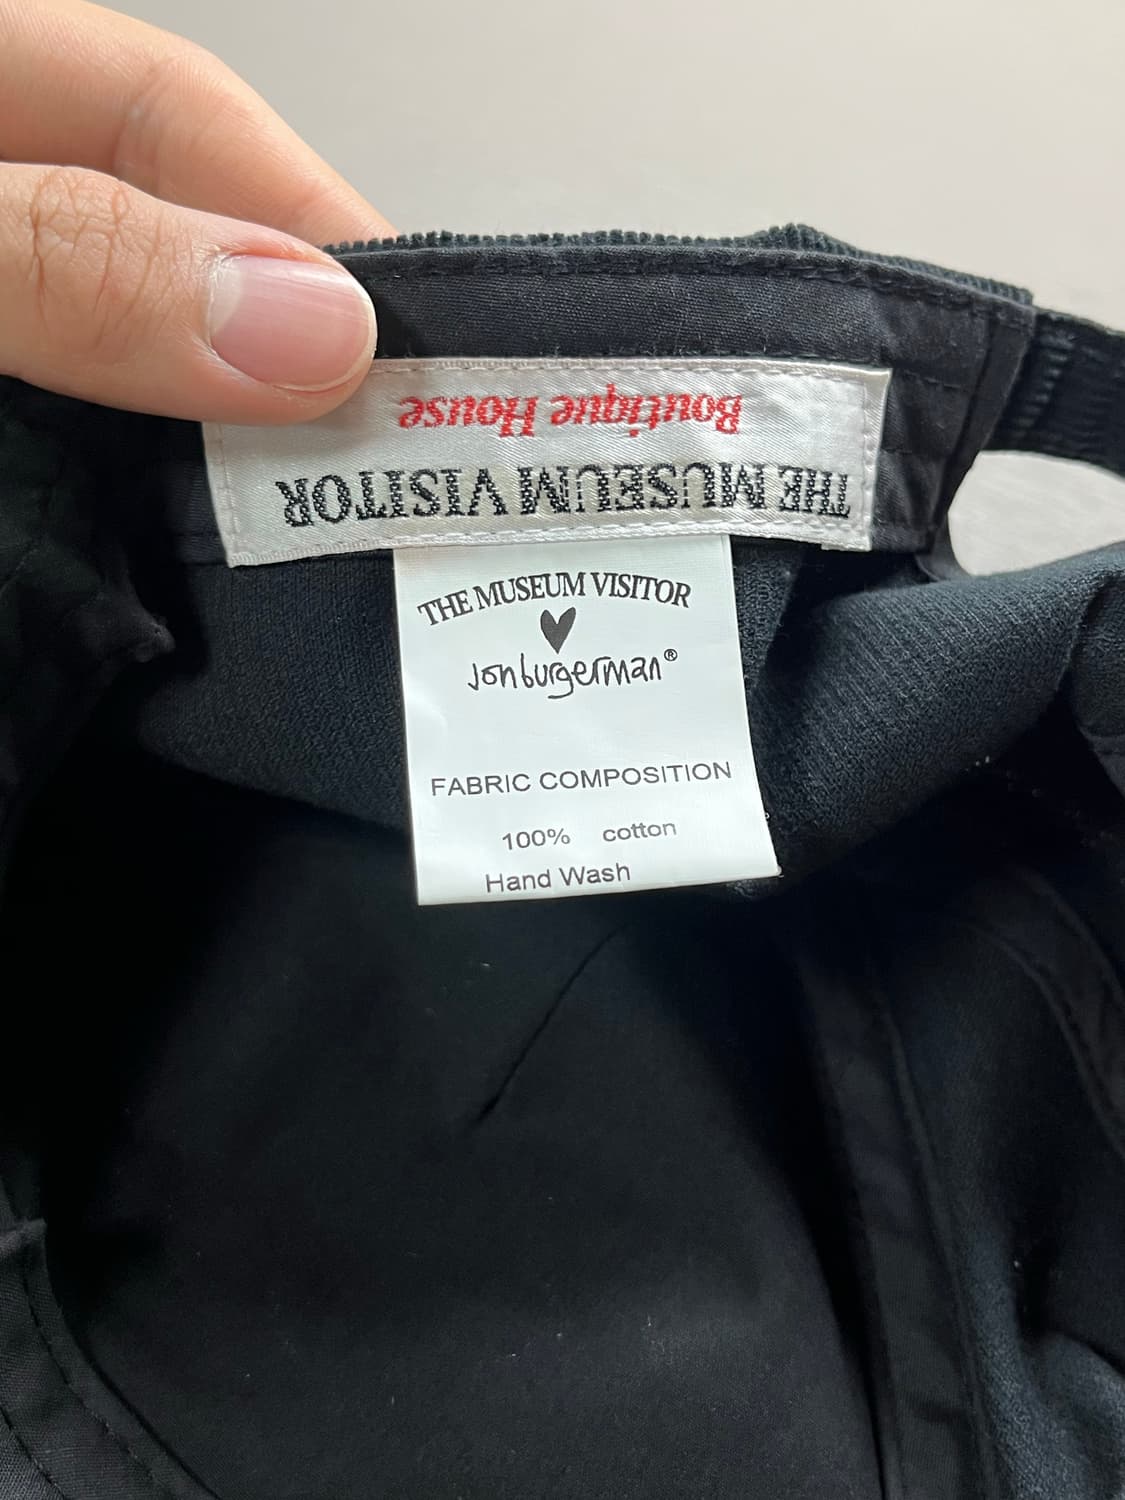 Boutique House
THE MUSEUM VISITOR
THE MUSEUM VISITOR
jonburgerman®
FABRIC COMPOSITION
100% cotton
Hand Wash